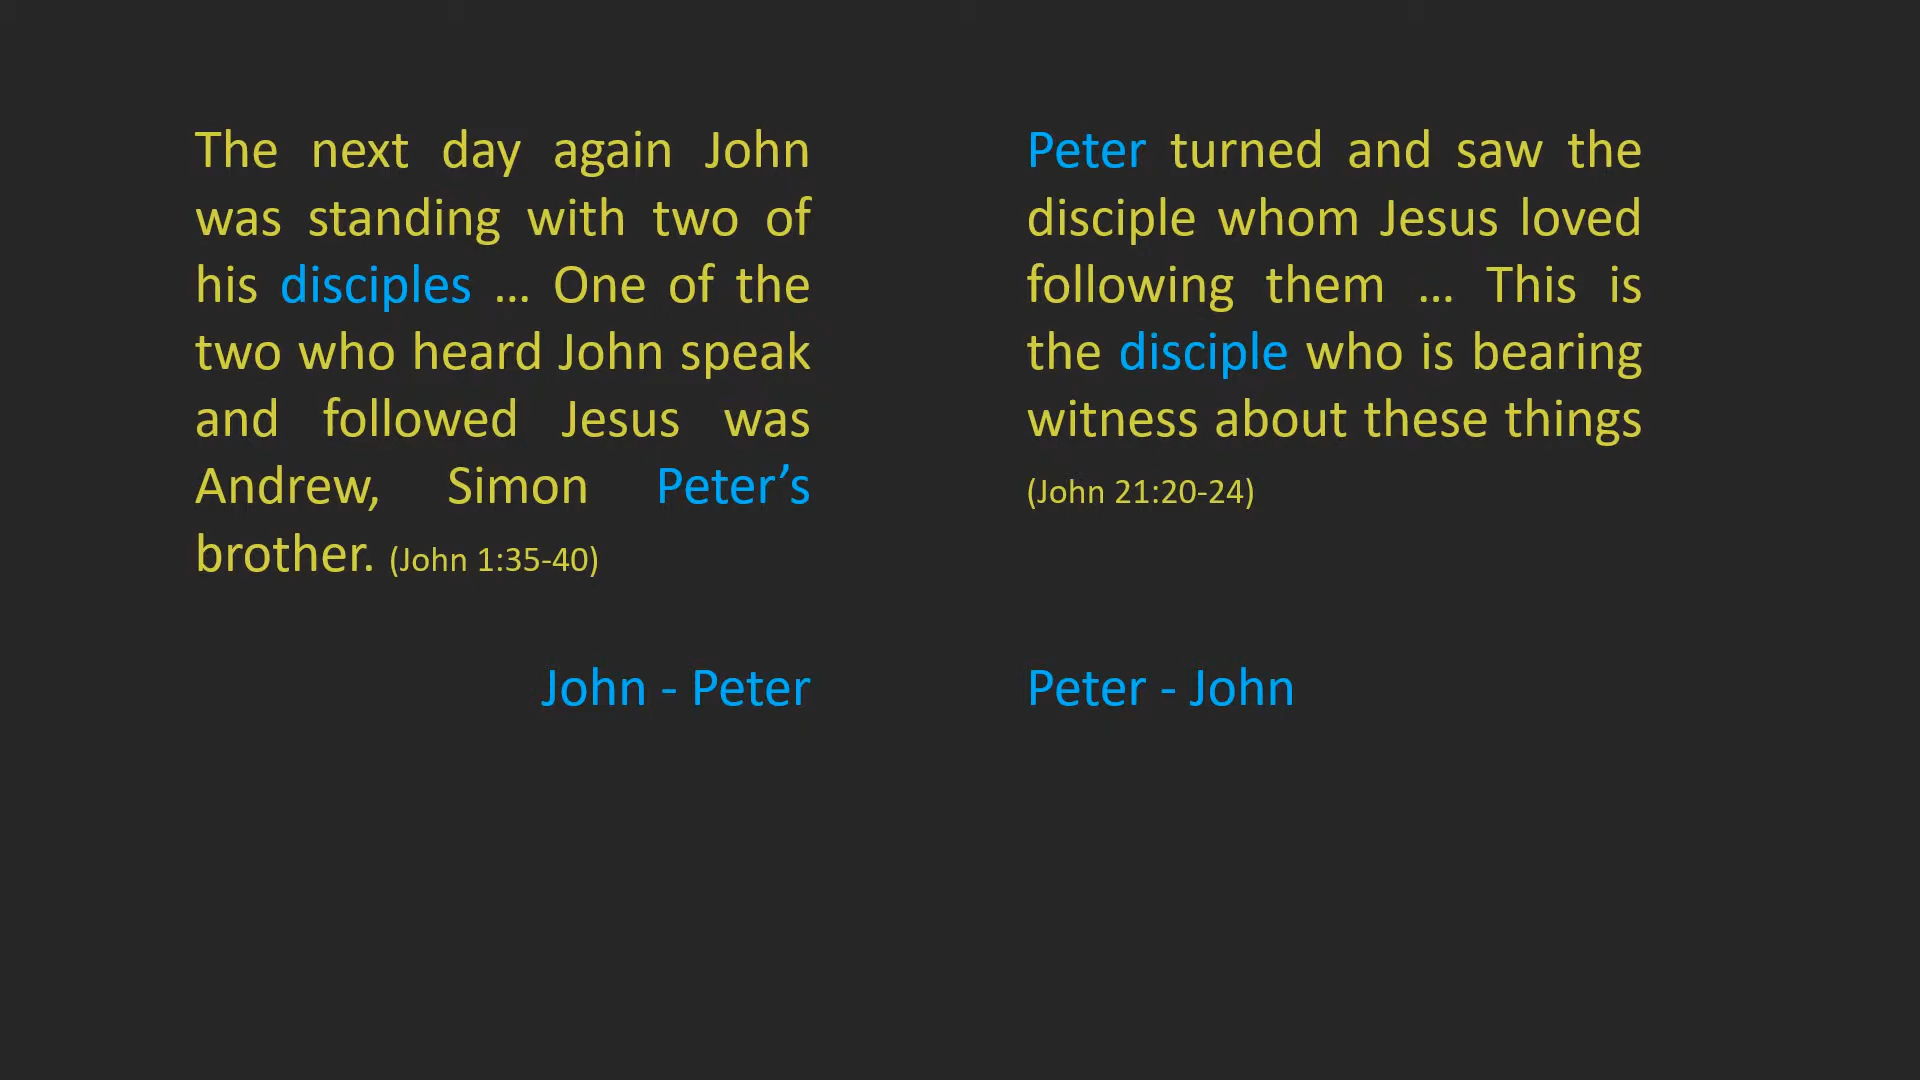 The next day again John
was standing with two of
his disciples … One of the
two who heard John speak
and followed Jesus was
Andrew, Simon Peter’s
brother. (John 1:35-40)
John - Peter
Peter turned and saw the
disciple whom Jesus loved
following them … This is
the disciple who is bearing
witness about these things
(John 21:20-24)
Peter - John